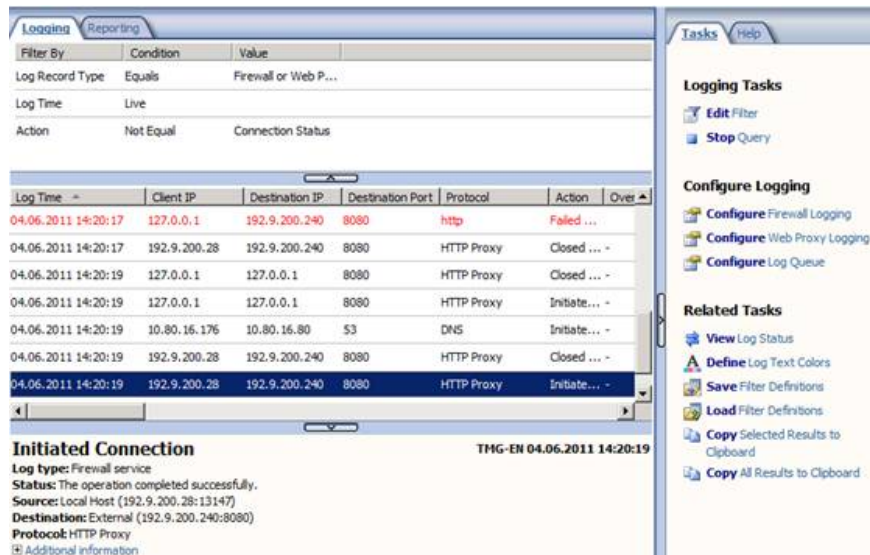 Logging Reporting
Filter By Condition Value
Log Record Type Equals Firewall or Web P...
Log Time Live
Action Not Equal Connection Status
Log Time Client IP Destination IP Destination Port Protocol Action Over
04.06.2011 14:20:17 127.0.0.1 192.9.200.240 8080 http Failed ...
04.06.2011 14:20:17 192.9.200.28 192.9.200.240 8080 HTTP Proxy Closed ... -
04.06.2011 14:20:19 127.0.0.1 127.0.0.1 8080 HTTP Proxy Closed ... -
04.06.2011 14:20:19 127.0.0.1 127.0.0.1 8080 HTTP Proxy Initiate... -
04.06.2011 14:20:19 10.80.16.176 10.80.16.80 53 DNS Initiate... -
04.06.2011 14:20:19 192.9.200.28 192.9.200.240 8080 HTTP Proxy Closed ... -
04.06.2011 14:20:19 192.9.200.28 192.9.200.240 8080 HTTP Proxy Initiate... -
Initiated Connection TMG-EN 04.06.2011 14:20:19
Log type: Firewall service
Status: The operation completed successfully.
Source: Local Host (192.9.200.28:13147)
Destination: External (192.9.200.240:8080)
Protocol: HTTP Proxy
Additional information
Tasks Help
Logging Tasks
Edit Filter
Stop Query
Configure Logging
Configure Firewall Logging
Configure Web Proxy Logging
Configure Log Queue
Related Tasks
View Log Status
Define Log Text Colors
Save Filter Definitions
Load Filter Definitions
Copy Selected Results to
Clipboard
Copy All Results to Clipboard